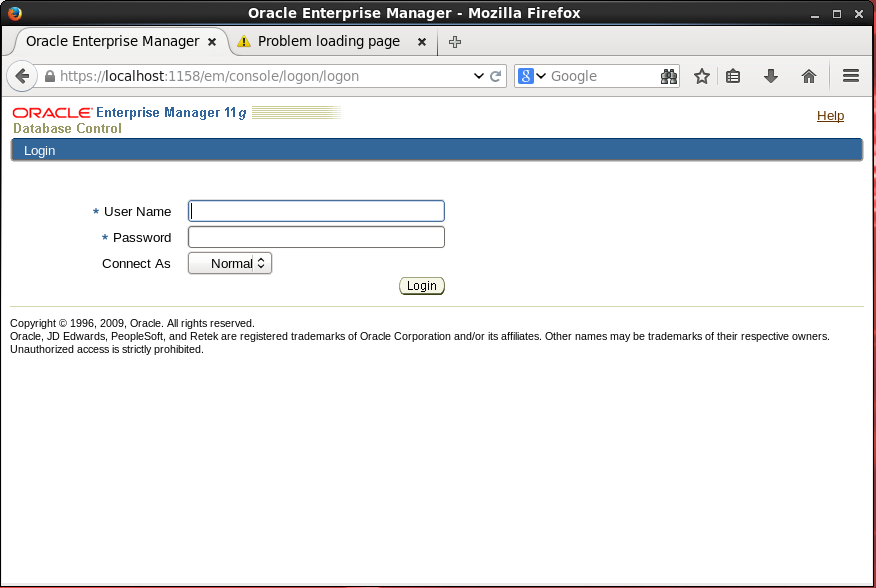 Oracle Enterprise Manager - Mozilla Firefox
Oracle Enterprise Manager
Problem loading page
https://localhost:1158/em/console/logon/logon
8 Google
ORACLE Enterprise Manager 11g
Database Control
Help
Login
* User Name
* Password
Connect As Normal
Login
Copyright © 1996, 2009, Oracle. All rights reserved.
Oracle, JD Edwards, PeopleSoft, and Retek are registered trademarks of Oracle Corporation and/or its affiliates. Other names may be trademarks of their respective owners.
Unauthorized access is strictly prohibited.